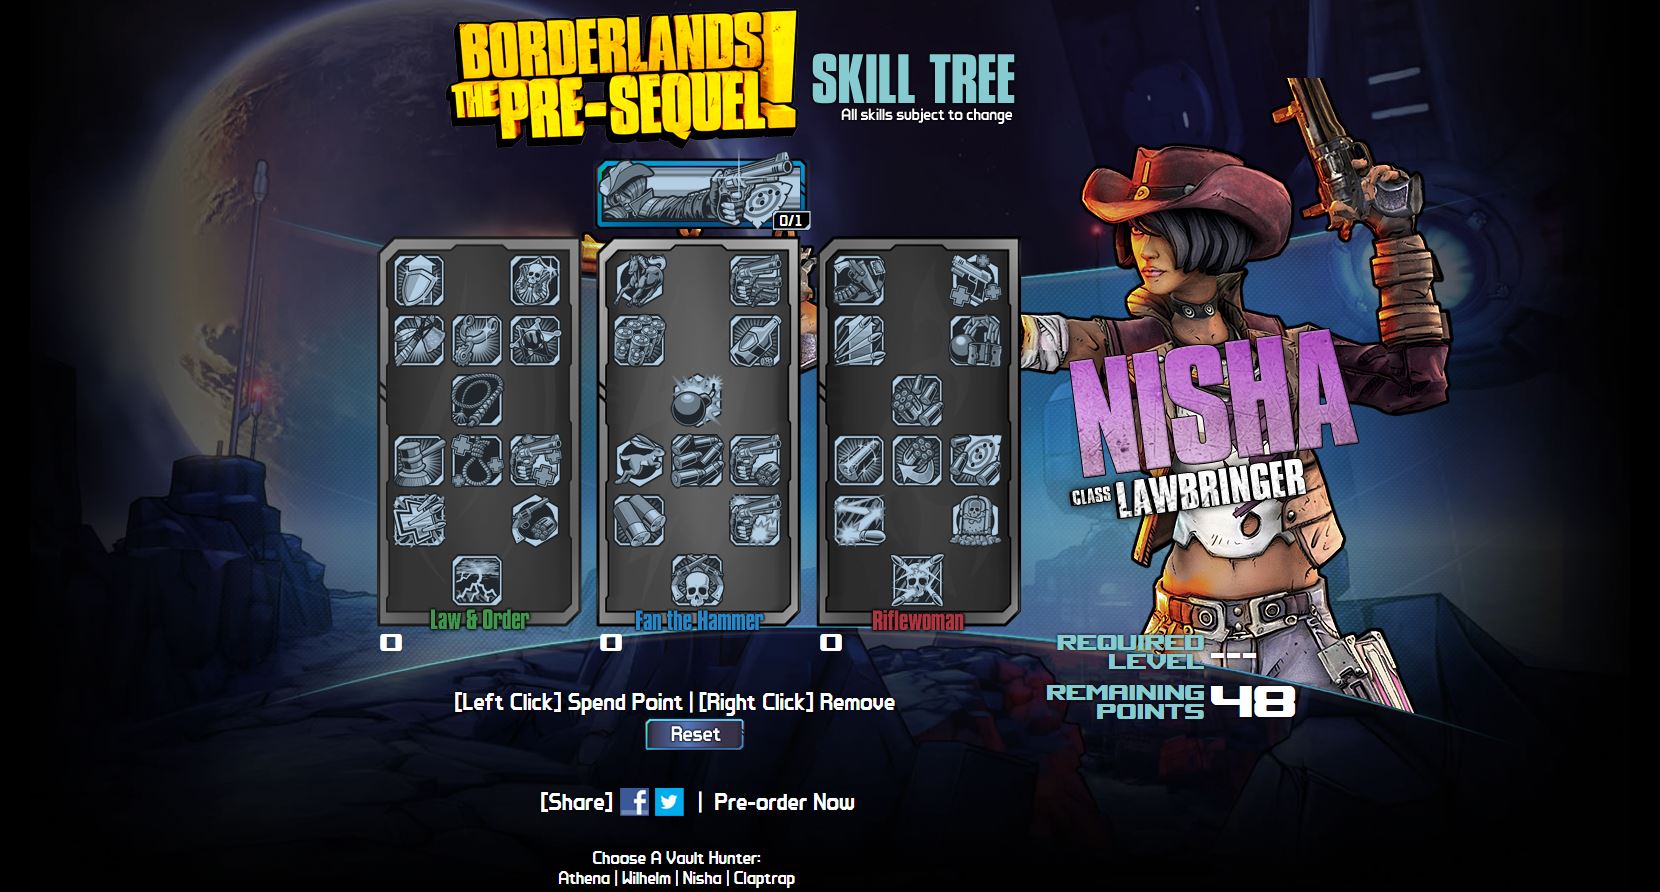 BORDERLANDS
THE PRE-SEQUEL!
SKILL TREE
All skills subject to change
0/1
NISHA
CLASS LAWBRINGER
Law & Order
Fan the Hammer
Riflewoman
0
0
0
REQUIRED
LEVEL ---
REMAINING
POINTS 48
[Left Click] Spend Point | [Right Click] Remove
Reset
[Share] f | Pre-order Now
Choose A Vault Hunter:
Athena | Wilhelm | Nisha | Claptrap